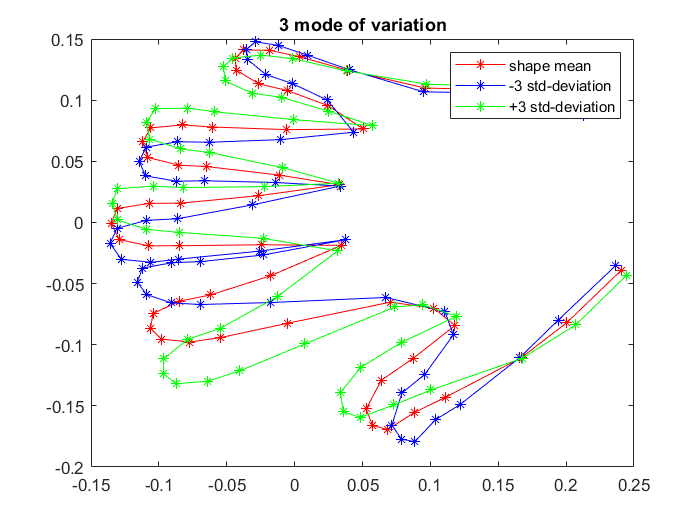 3 mode of variation
shape mean
-3 std-deviation
+3 std-deviation
0.15
0.1
0.05
0
-0.05
-0.1
-0.15
-0.2
-0.15 -0.1 -0.05 0 0.05 0.1 0.15 0.2 0.25